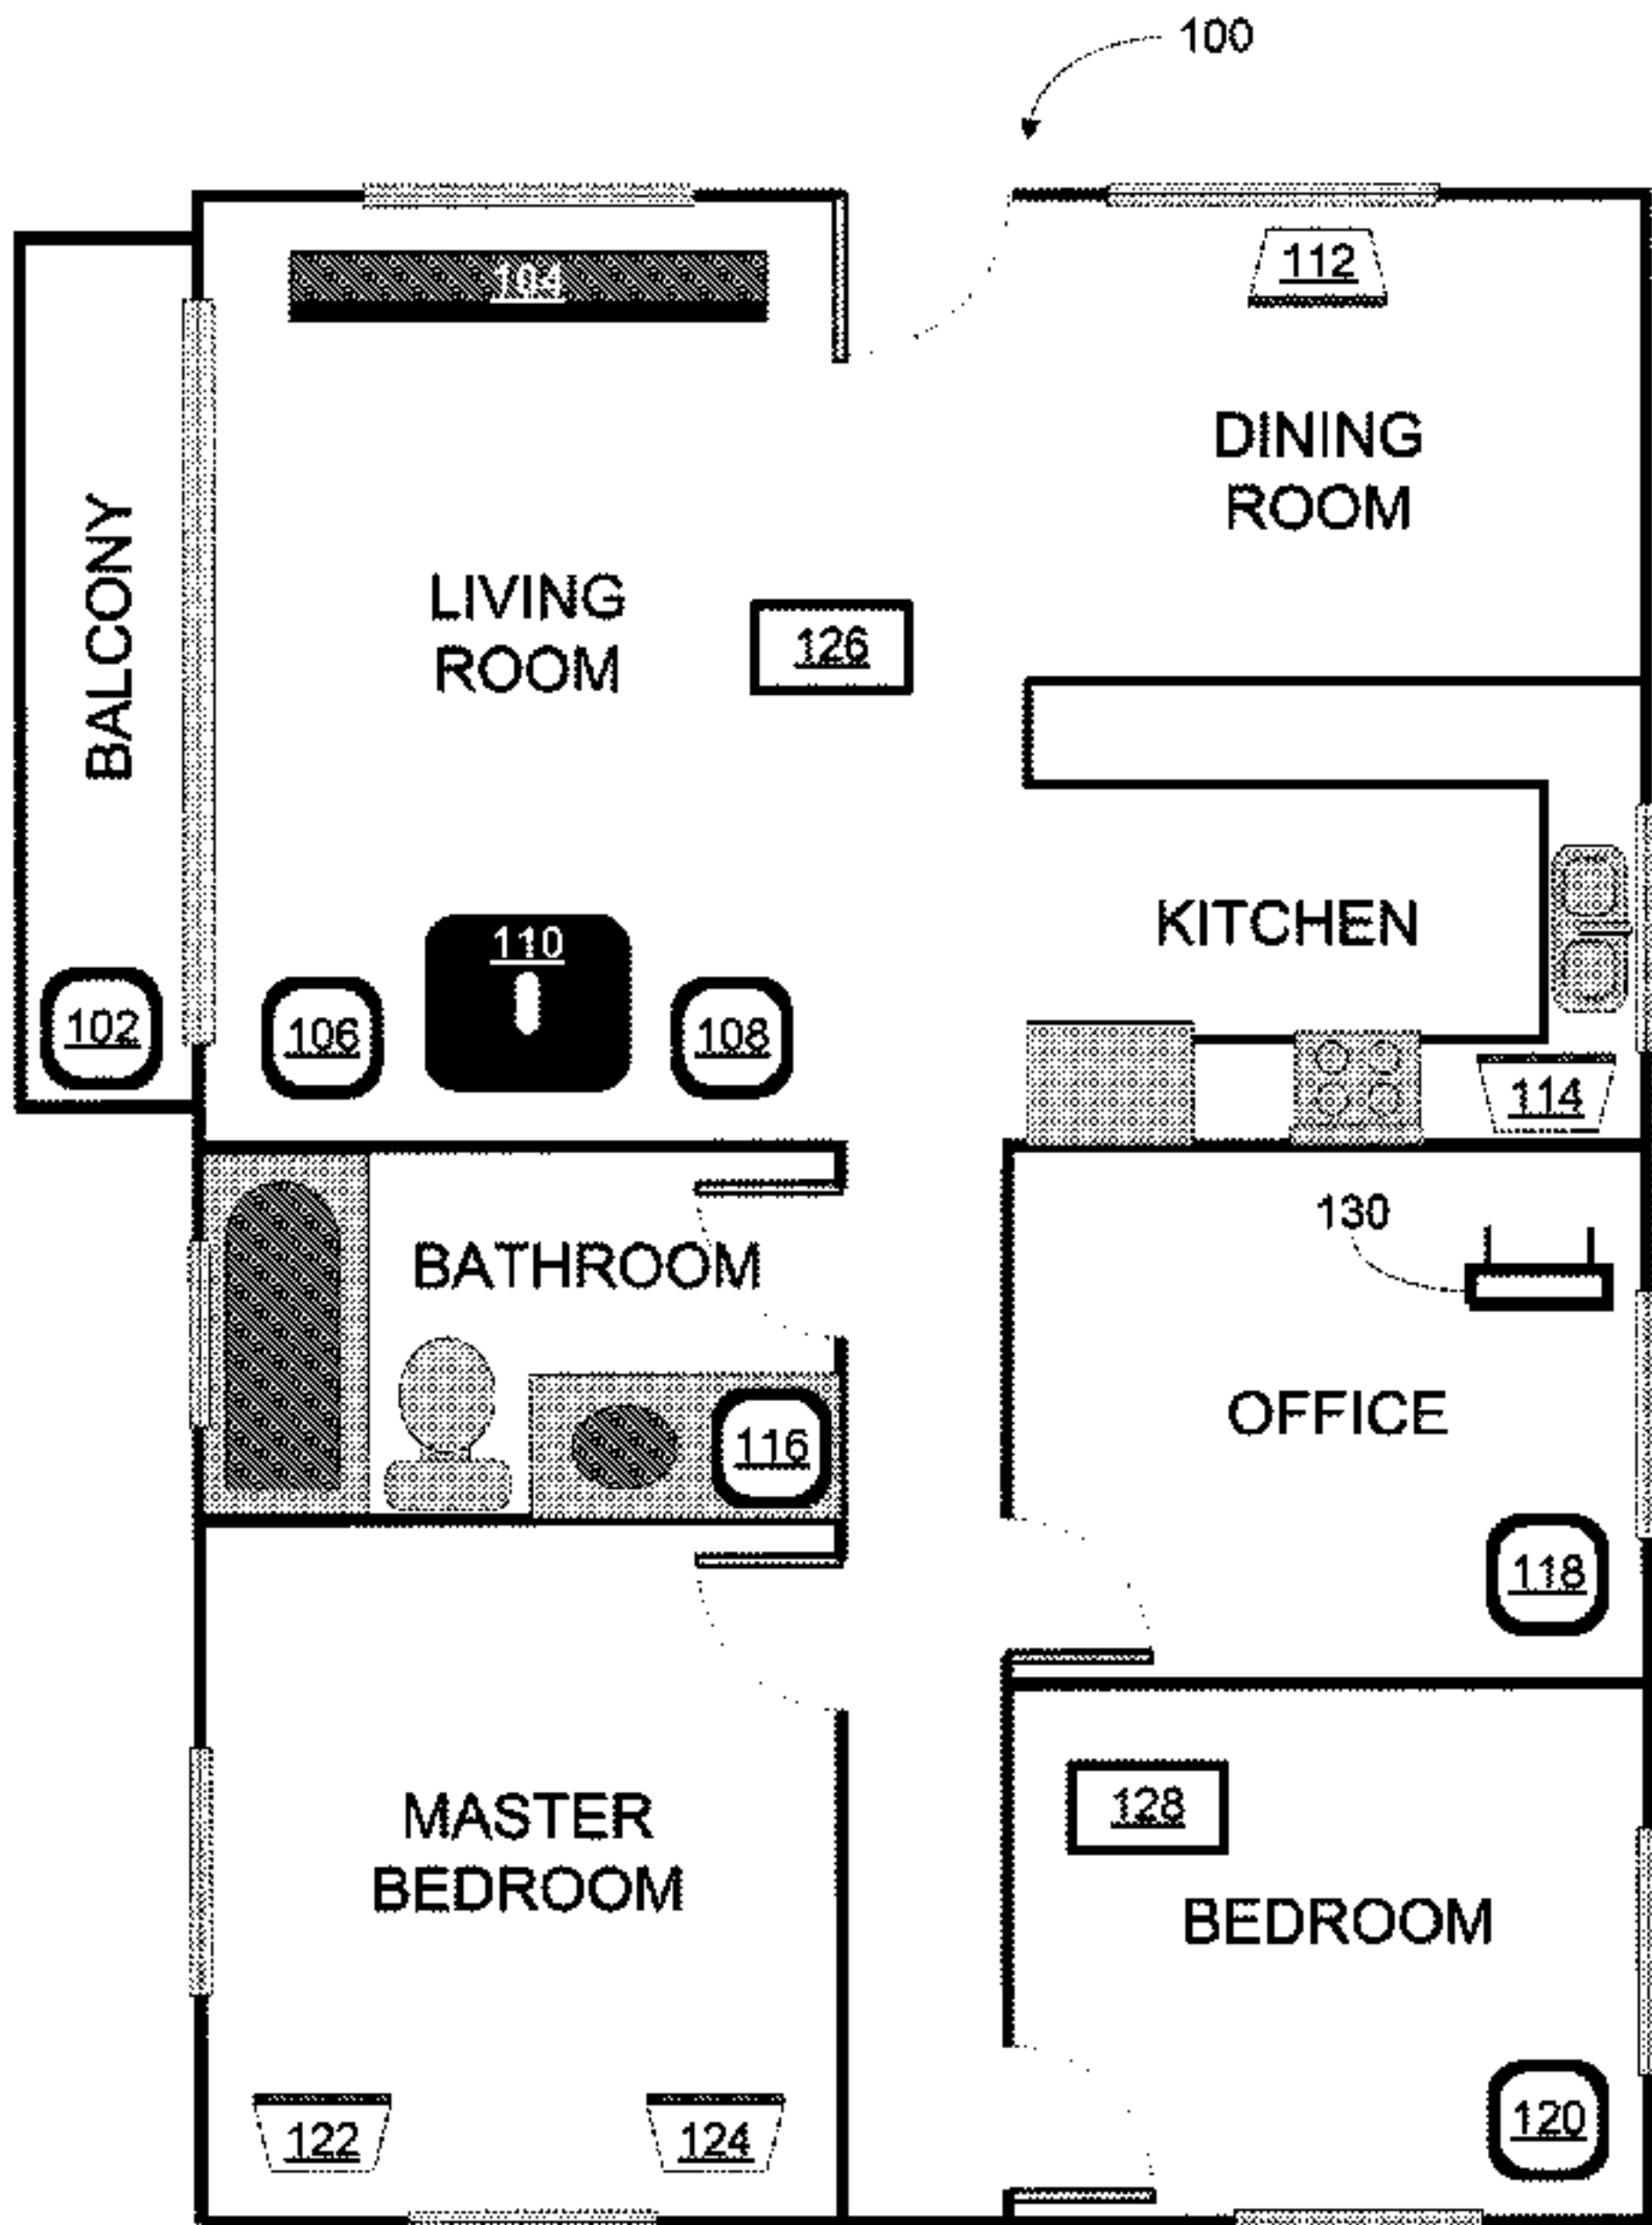 100
104
112
DINING
ROOM
BALCONY
LIVING
ROOM
126
KITCHEN
110
102
106
108
114
130
BATHROOM
OFFICE
116
118
128
MASTER
BEDROOM
BEDROOM
122
124
120